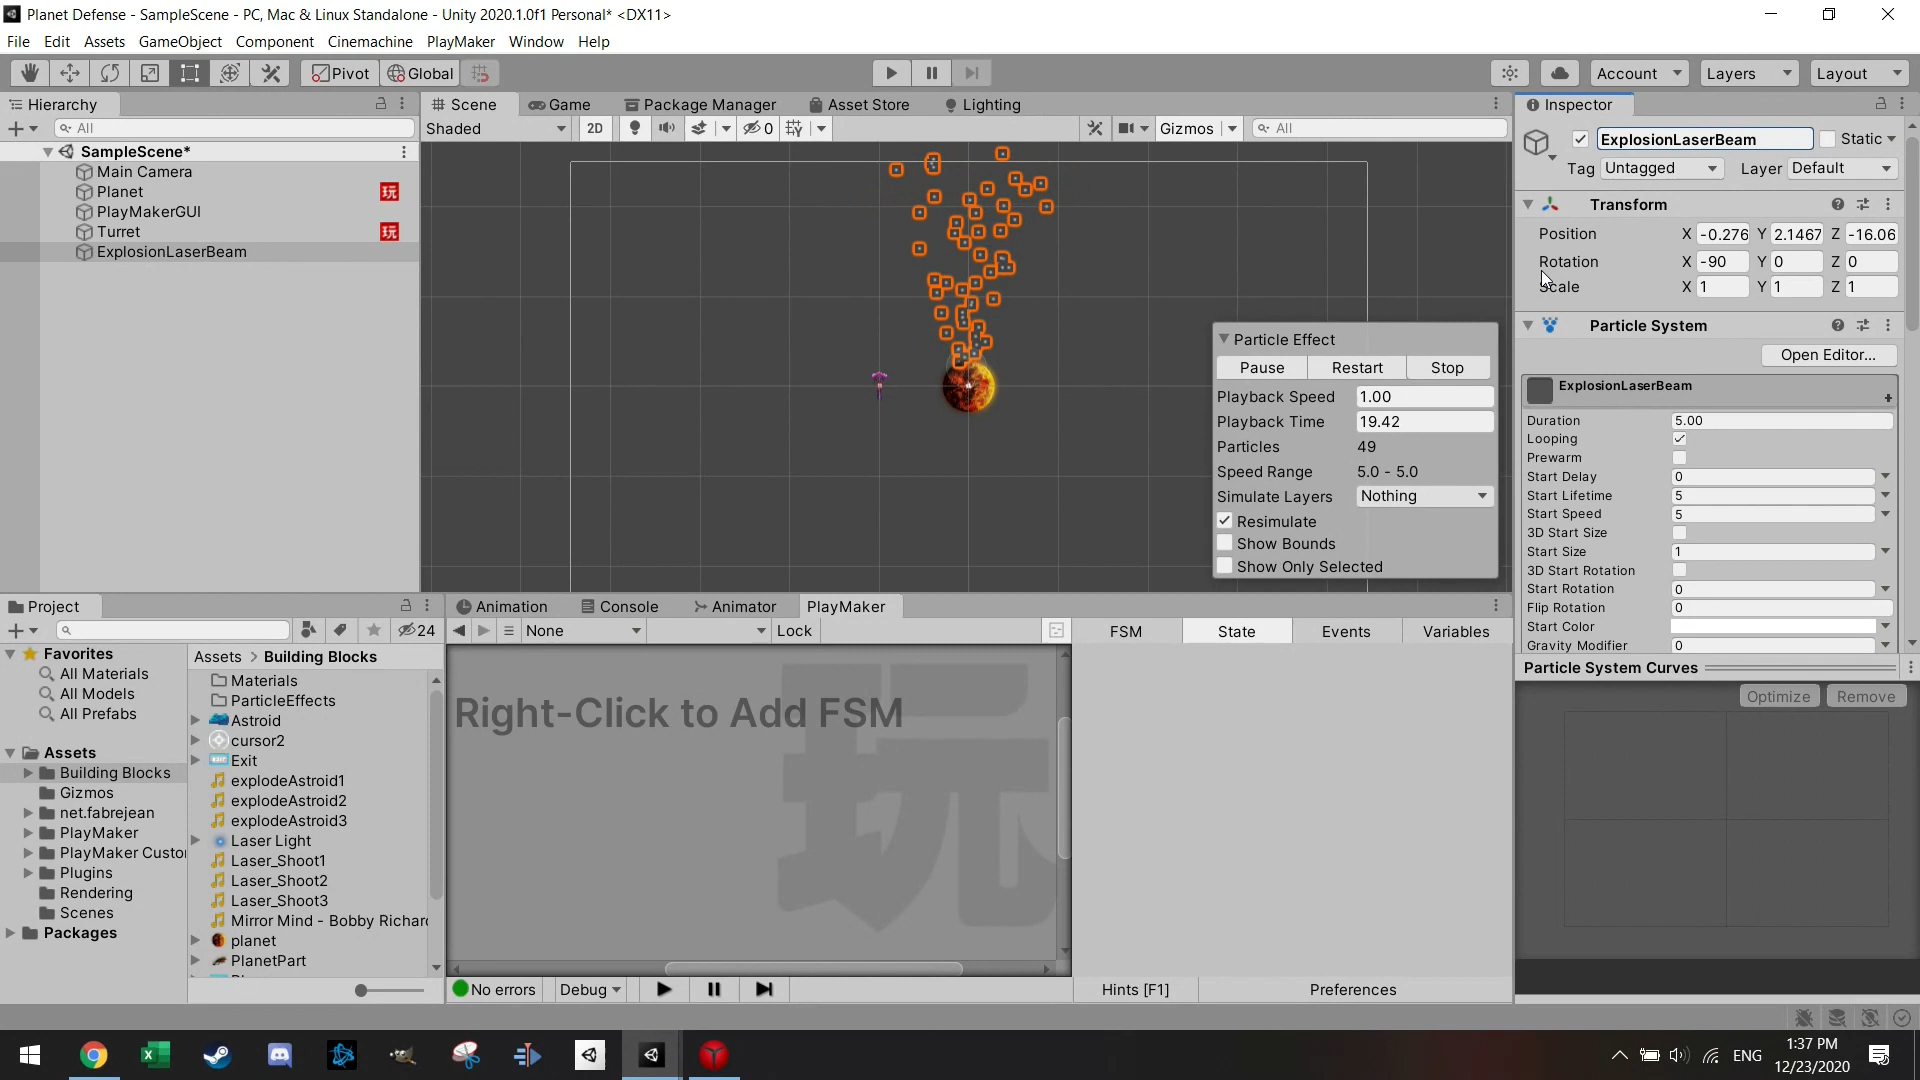 Planet Defense - SampleScene - PC, Mac & Linux Standalone - Unity 2020.1.0f1 Personal* <DX11>
File Edit Assets GameObject Component Cinemachine PlayMaker Window Help
Pivot Global Account Layers Layout
Hierarchy
All
SampleScene*
Main Camera
Planet 玩
PlayMakerGUI
Turret 玩
ExplosionLaserBeam
Scene Game Package Manager Asset Store Lighting
Shaded 2D 0 Gizmos All
Particle Effect
Pause Restart Stop
Playback Speed 1.00
Playback Time 19.42
Particles 49
Speed Range 5.0 - 5.0
Simulate Layers Nothing
Resimulate
Show Bounds
Show Only Selected
Inspector
ExplosionLaserBeam Static
Tag Untagged Layer Default
Transform
Position X -0.276 Y 2.1467 Z -16.06
Rotation X -90 Y 0 Z 0
Scale X 1 Y 1 Z 1
Particle System
Open Editor...
ExplosionLaserBeam
Duration 5.00
Looping
Prewarm
Start Delay 0
Start Lifetime 5
Start Speed 5
3D Start Size
Start Size 1
3D Start Rotation
Start Rotation 0
Flip Rotation 0
Start Color
Gravity Modifier 0
Particle System Curves
Optimize Remove
Project
24
Favorites
All Materials
All Models
All Prefabs
Assets
Building Blocks
Gizmos
net.fabrejean
PlayMaker
PlayMaker Custo
Plugins
Rendering
Scenes
Packages
Assets > Building Blocks
Materials
ParticleEffects
Astroid
cursor2
Exit
explodeAstroid1
explodeAstroid2
explodeAstroid3
Laser Light
Laser_Shoot1
Laser_Shoot2
Laser_Shoot3
Mirror Mind - Bobby Richar
planet
PlanetPart
Animation Console Animator PlayMaker
None Lock
FSM State Events Variables
Right-Click to Add FSM
玩
No errors Debug
Hints [F1] Preferences
ENG
1:37 PM
12/23/2020